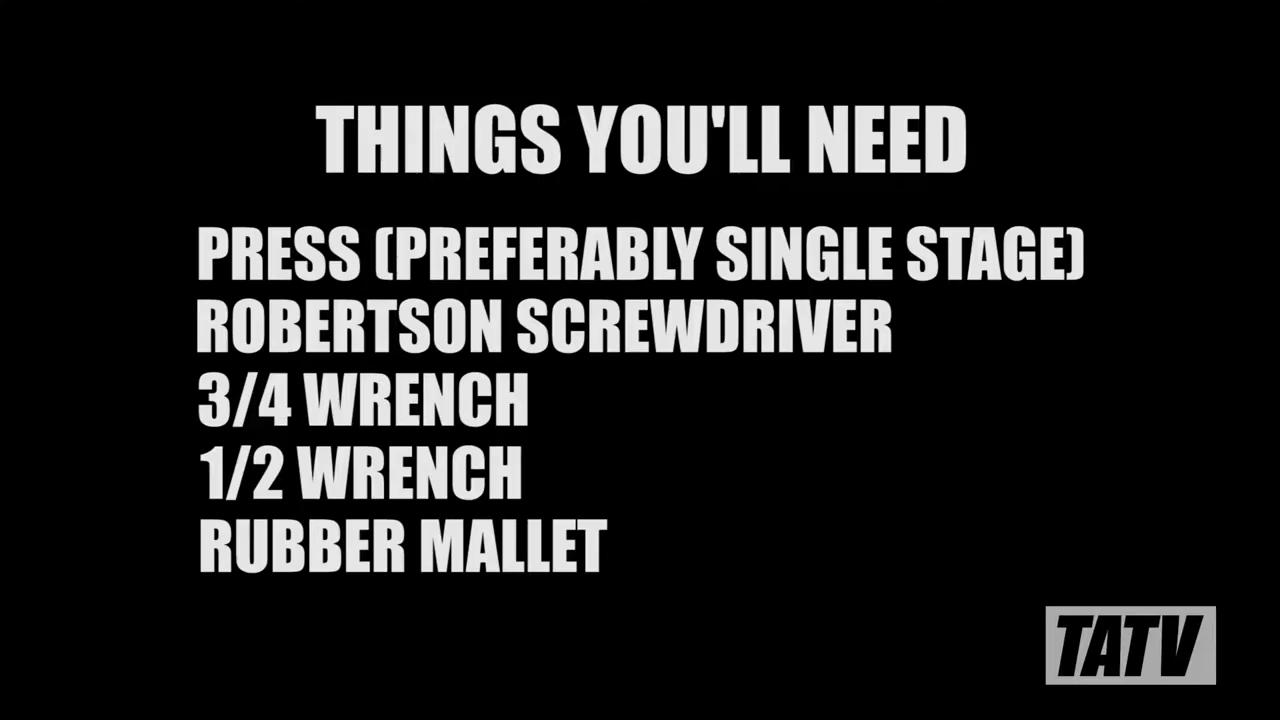 THINGS YOU'LL NEED
PRESS (PREFERABLY SINGLE STAGE)
ROBERTSON SCREWDRIVER
3/4 WRENCH
1/2 WRENCH
RUBBER MALLET
TATV